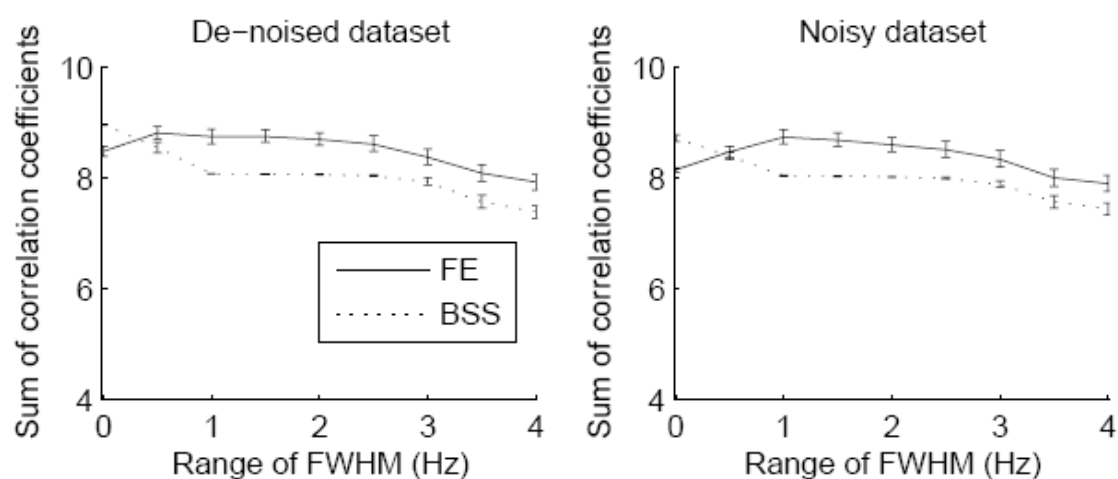 De-noised dataset
Sum of correlation coefficients
10
8
6
4
FE
BSS
0 1 2 3 4
Range of FWHM (Hz)
Noisy dataset
Sum of correlation coefficients
10
8
6
4
0 1 2 3 4
Range of FWHM (Hz)